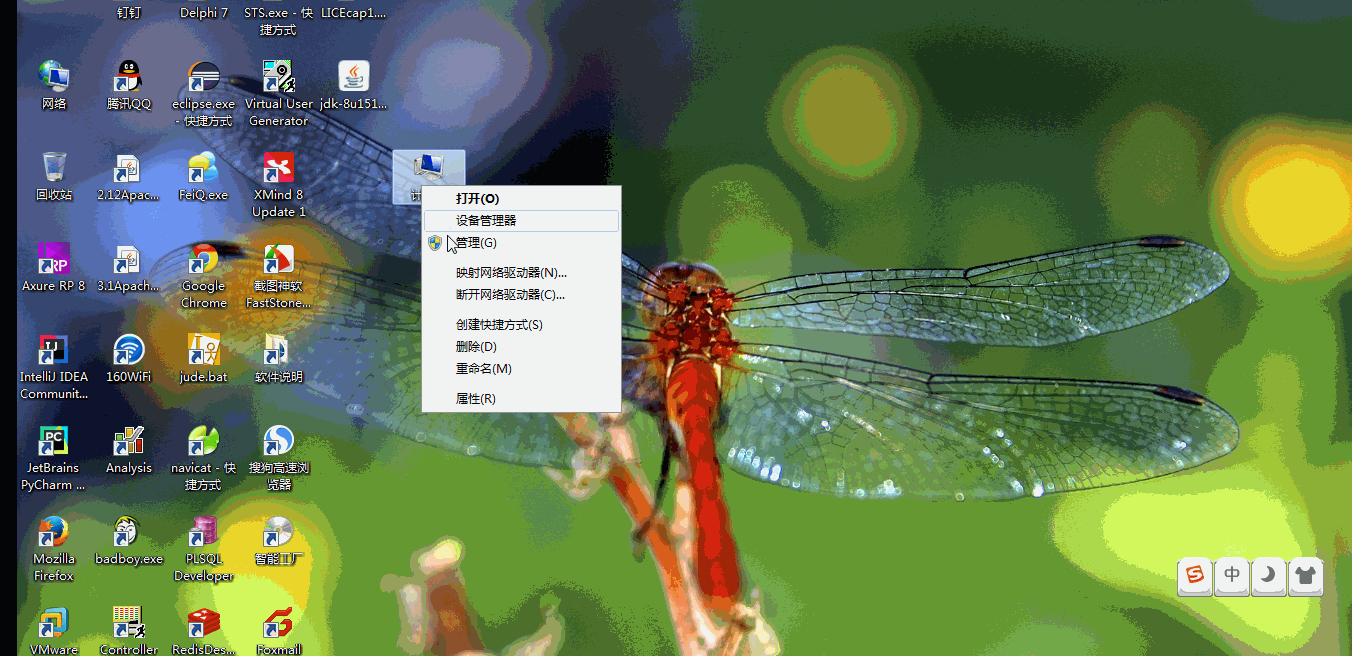 钉钉
Delphi 7
STS.exe - 快
捷方式
LICEcap1....
网络
腾讯QQ
eclipse.exe
- 快捷方式
Virtual User
Generator
jdk-8u151...
回收站
2.12Apac...
FeiQ.exe
XMind 8
Update 1
计
Axure RP 8
3.1Apach...
Google
Chrome
截图神软
FastStone...
IntelliJ IDEA
Communit...
160WiFi
jude.bat
软件说明
JetBrains
PyCharm ...
Analysis
navicat - 快
捷方式
搜狗高速浏
览器
Mozilla
Firefox
badboy.exe
PLSQL
Developer
智能工厂
VMware
Controller
RedisDes...
Foxmail
打开(O)
设备管理器
管理(G)
映射网络驱动器(N)...
断开网络驱动器(C)...
创建快捷方式(S)
删除(D)
重命名(M)
属性(R)
中